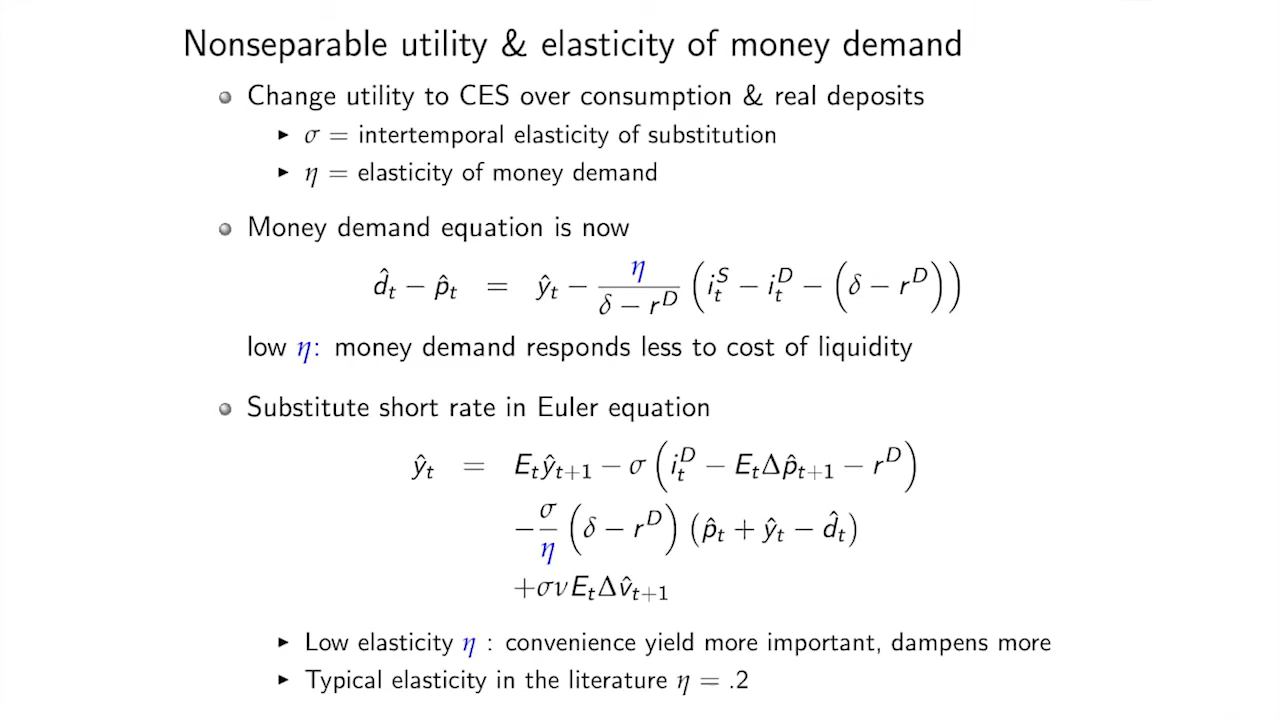 Nonseparable utility & elasticity of money demand
Change utility to CES over consumption & real deposits
▸ σ = intertemporal elasticity of substitution
▸ η = elasticity of money demand
Money demand equation is now
d̂_t − p̂_t = ŷ_t − η/(δ − r^D) (i_t^S − i_t^D − (δ − r^D))
low η: money demand responds less to cost of liquidity
Substitute short rate in Euler equation
ŷ_t = E_t ŷ_{t+1} − σ (i_t^D − E_t Δp̂_{t+1} − r^D)
− σ/η (δ − r^D) (p̂_t + ŷ_t − d̂_t)
+σνE_t Δv̂_{t+1}
▸ Low elasticity η : convenience yield more important, dampens more
▸ Typical elasticity in the literature η = .2